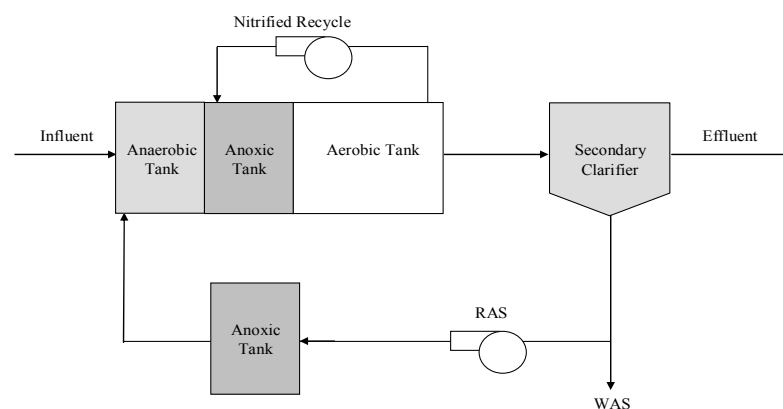 Nitrified Recycle
Influent
Anaerobic
Tank
Anoxic
Tank
Aerobic Tank
Secondary
Clarifier
Effluent
Anoxic
Tank
RAS
WAS